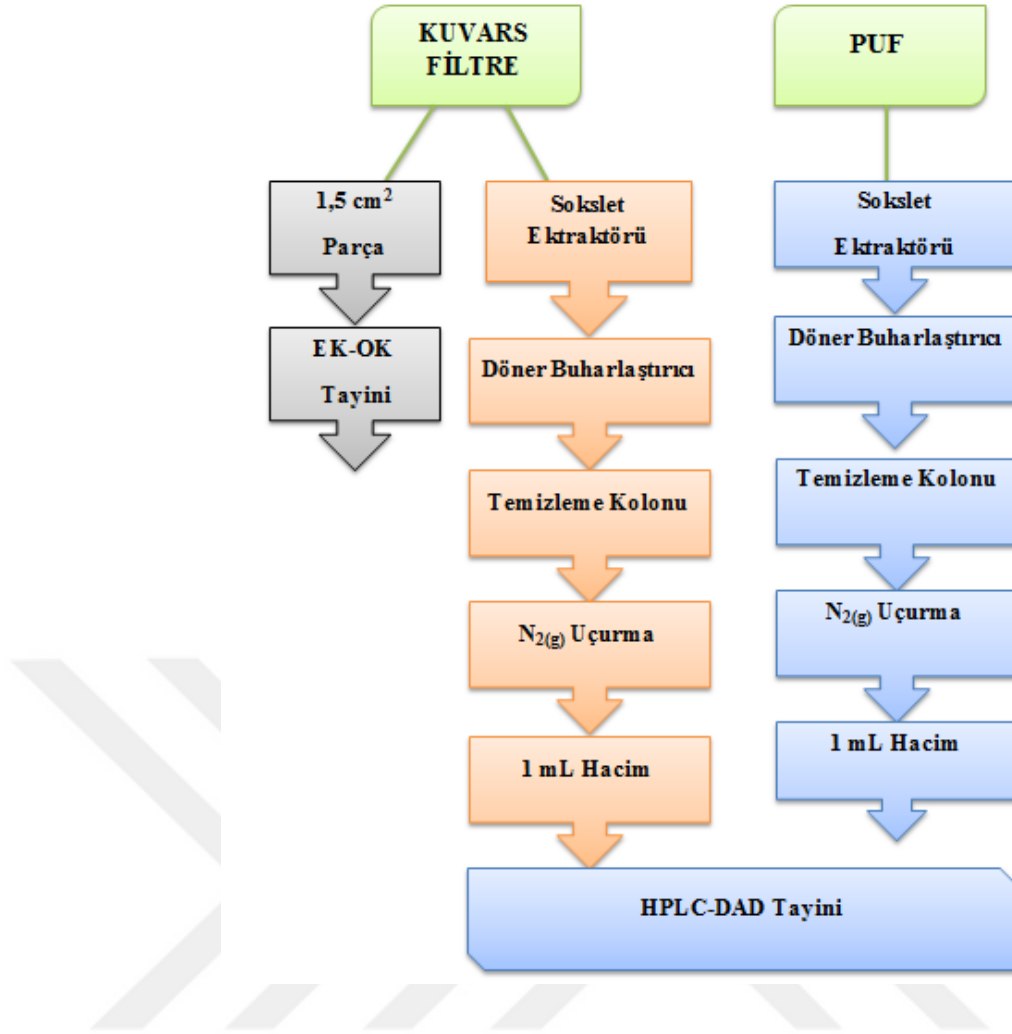 KUVARS
FİLTRE
PUF
1,5 cm²
Parça
EK-OK
Tayini
Sokslet
Ektraktörü
Döner Buharlaştırıcı
Temizleme Kolonu
N₂₍g₎ Uçurma
1 mL Hacim
Sokslet
Ektraktörü
Döner Buharlaştırıcı
Temizleme Kolonu
N₂₍g₎ Uçurma
1 mL Hacim
HPLC-DAD Tayini